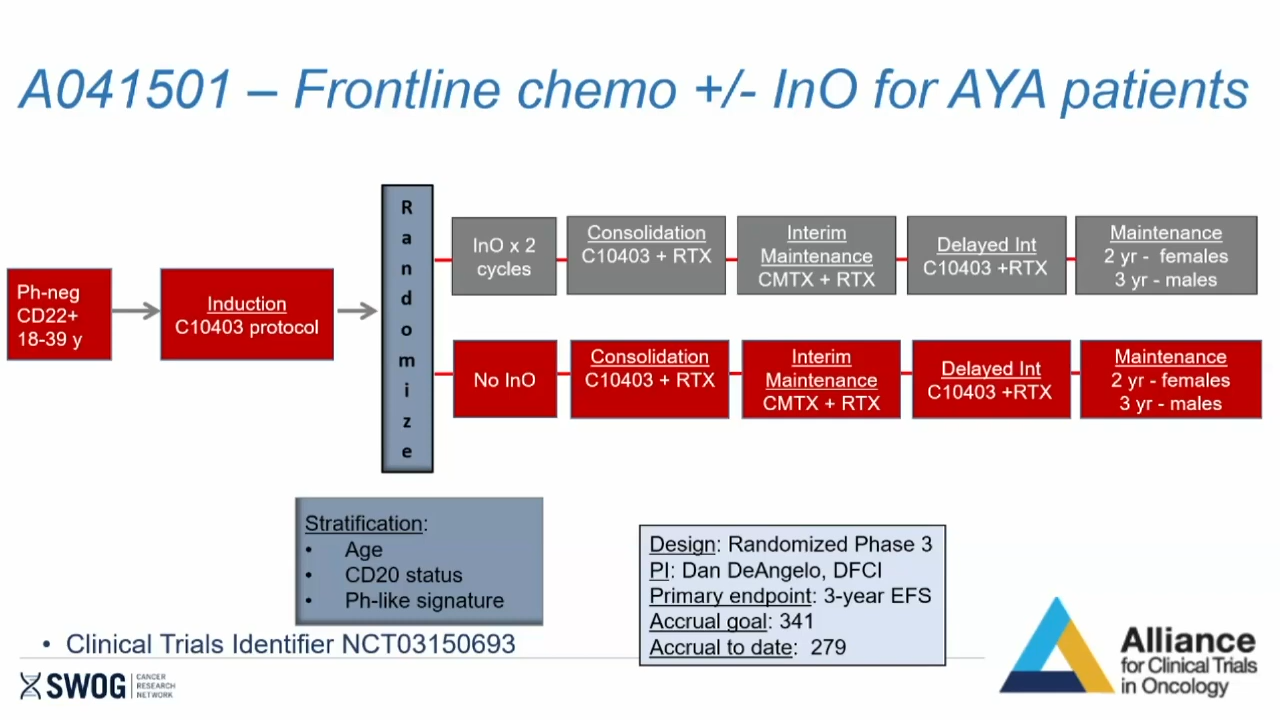 A041501 – Frontline chemo +/- InO for AYA patients
Ph-neg
CD22+
18-39 y
Induction
C10403 protocol
Randomize
InO x 2
cycles
Consolidation
C10403 + RTX
Interim
Maintenance
CMTX + RTX
Delayed Int
C10403 +RTX
Maintenance
2 yr -  females
3 yr - males
No InO
Consolidation
C10403 + RTX
Interim
Maintenance
CMTX + RTX
Delayed Int
C10403 +RTX
Maintenance
2 yr - females
3 yr - males
Stratification:
• Age
• CD20 status
• Ph-like signature
Design: Randomized Phase 3
PI: Dan DeAngelo, DFCI
Primary endpoint: 3-year EFS
Accrual goal: 341
Accrual to date:  279
• Clinical Trials Identifier NCT03150693
SWOG
CANCER
RESEARCH
NETWORK
Alliance
for Clinical Trials
in Oncology